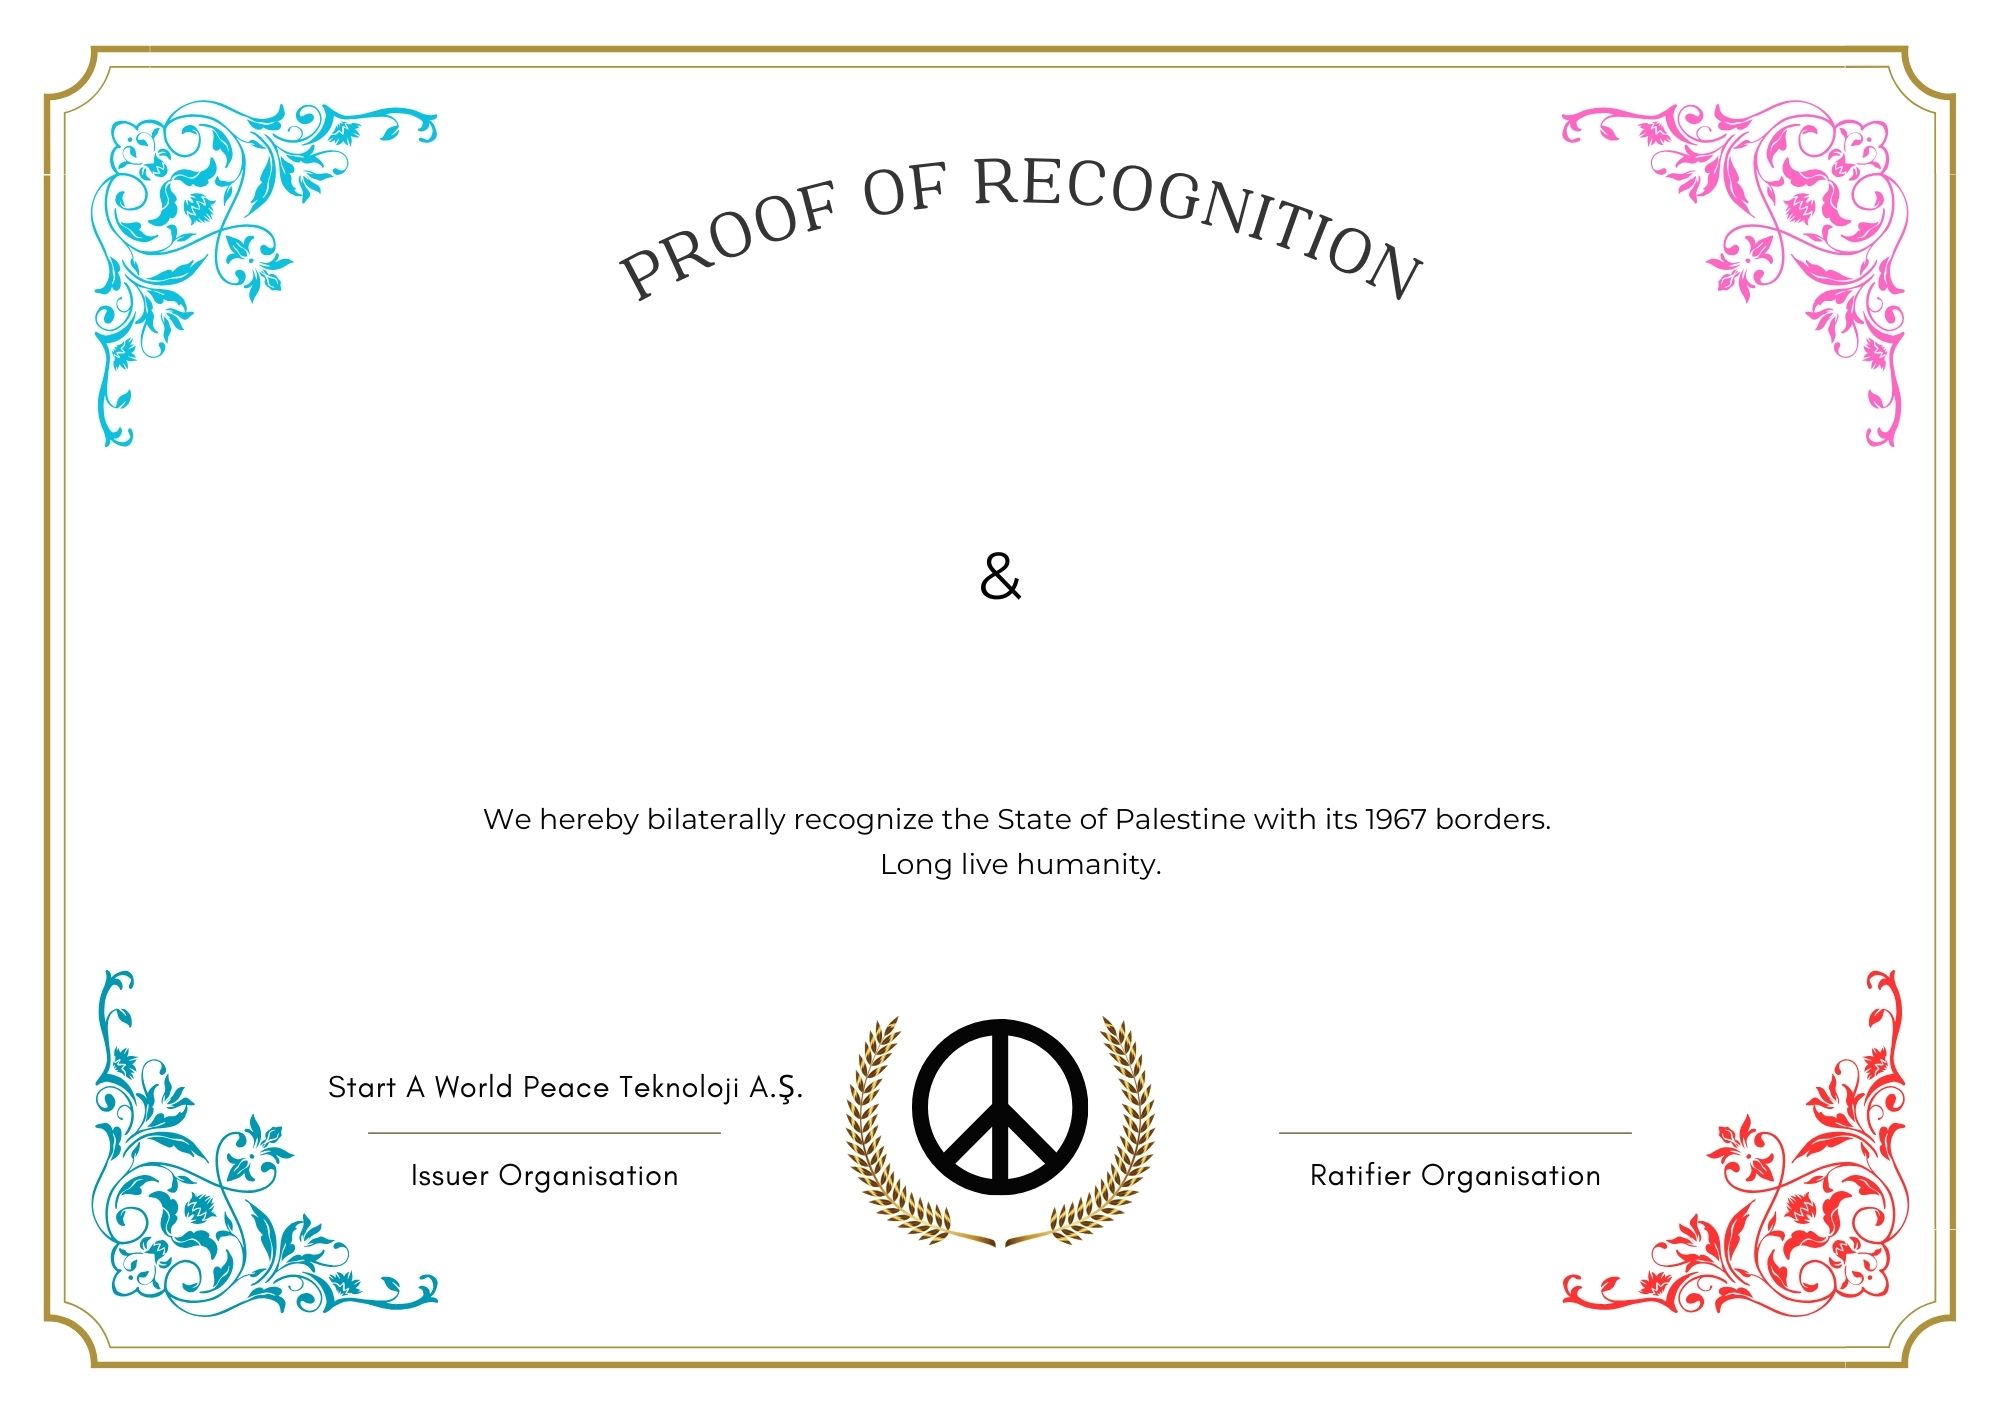 PROOF OF RECOGNITION
&
We hereby bilaterally recognize the State of Palestine with its 1967 borders.
Long live humanity.
Start A World Peace Teknoloji A.Ş.
Issuer Organisation
Ratifier Organisation